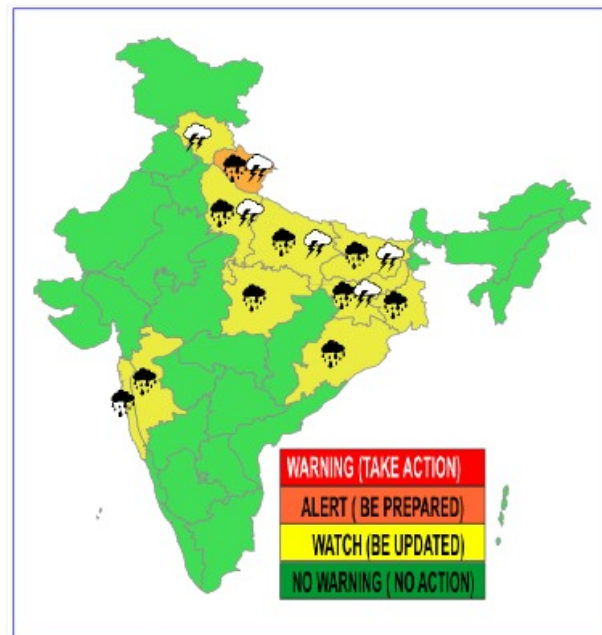 WARNING (TAKE ACTION)
ALERT ( BE PREPARED)
WATCH (BE UPDATED)
NO WARNING ( NO ACTION)